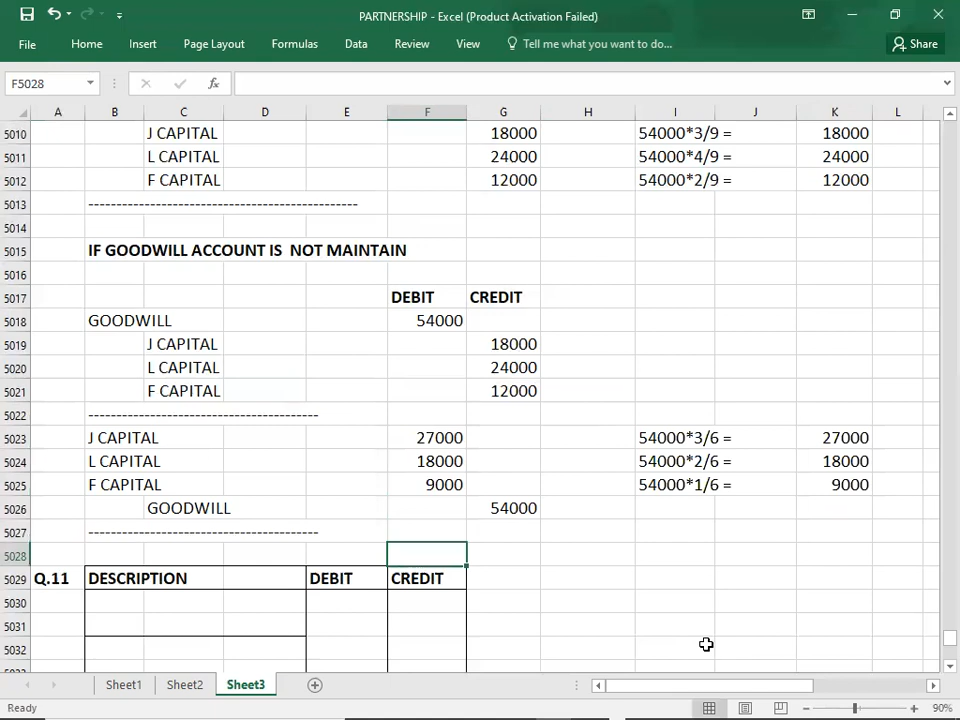 PARTNERSHIP - Excel (Product Activation Failed)
File Home Insert Page Layout Formulas Data Review View Tell me what you want to do... Share
F5028 fx
A B C D E F G H I J K L
5010 J CAPITAL 18000 54000*3/9 = 18000
5011 L CAPITAL 24000 54000*4/9 = 24000
5012 F CAPITAL 12000 54000*2/9 = 12000
5013 ------------------------------------------------
5014
5015 IF GOODWILL ACCOUNT IS  NOT MAINTAIN
5016
5017 DEBIT CREDIT
5018 GOODWILL 54000
5019 J CAPITAL 18000
5020 L CAPITAL 24000
5021 F CAPITAL 12000
5022 -----------------------------------------
5023 J CAPITAL 27000 54000*3/6 = 27000
5024 L CAPITAL 18000 54000*2/6 = 18000
5025 F CAPITAL 9000 54000*1/6 = 9000
5026 GOODWILL 54000
5027 -----------------------------------------
5028
5029 Q.11 DESCRIPTION DEBIT CREDIT
5030
5031
5032
Sheet1 Sheet2 Sheet3
Ready 90%